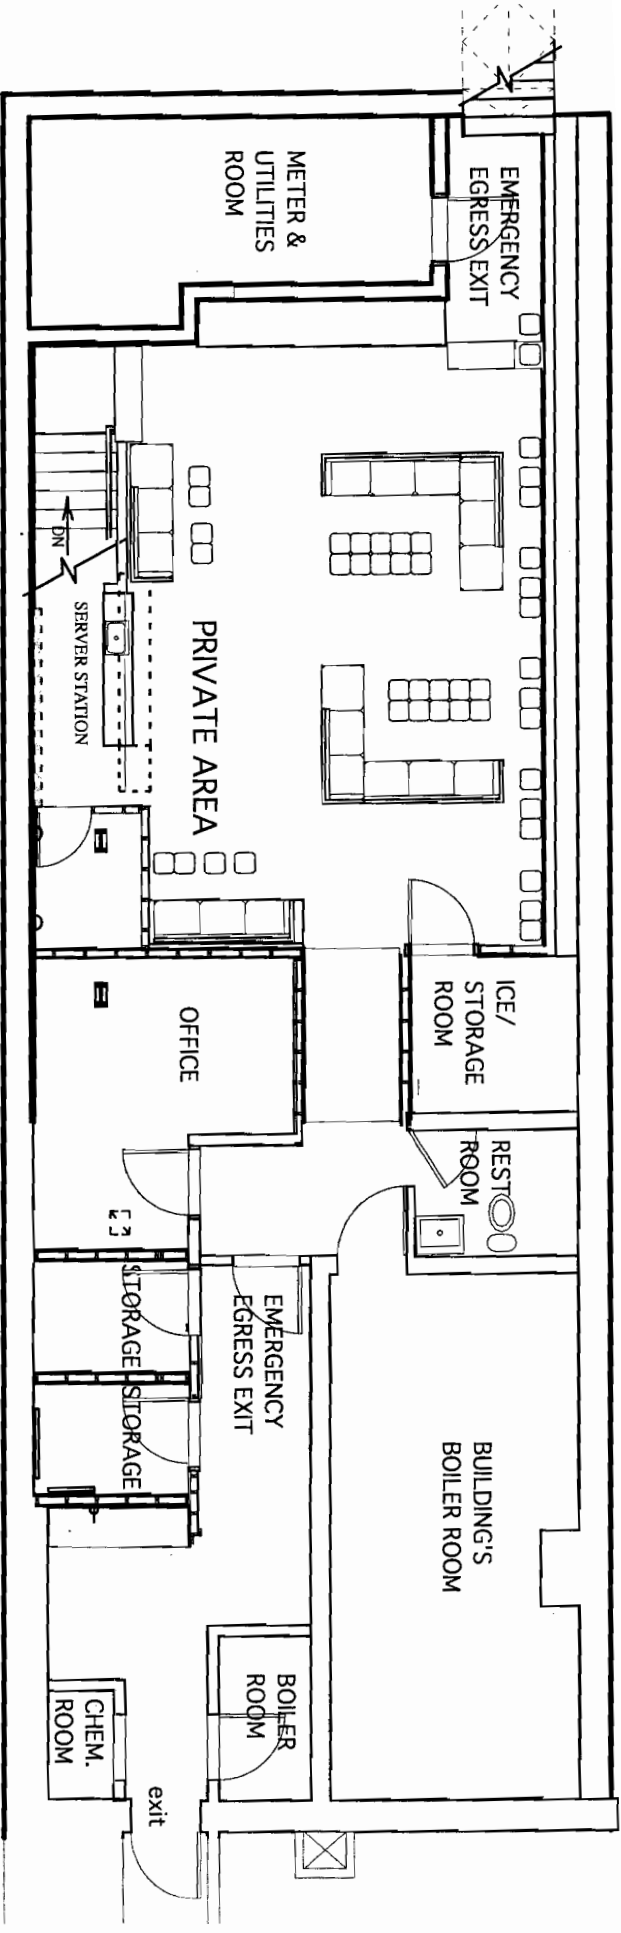 METER &
UTILITIES
ROOM
EMERGENCY
EGRESS EXIT
DN
SERVER STATION
PRIVATE AREA
ICE/
STORAGE
ROOM
OFFICE
REST
ROOM
STORAGE
STORAGE
EMERGENCY
EGRESS EXIT
BUILDING'S
BOILER ROOM
BOILER
ROOM
CHEM.
ROOM
exit